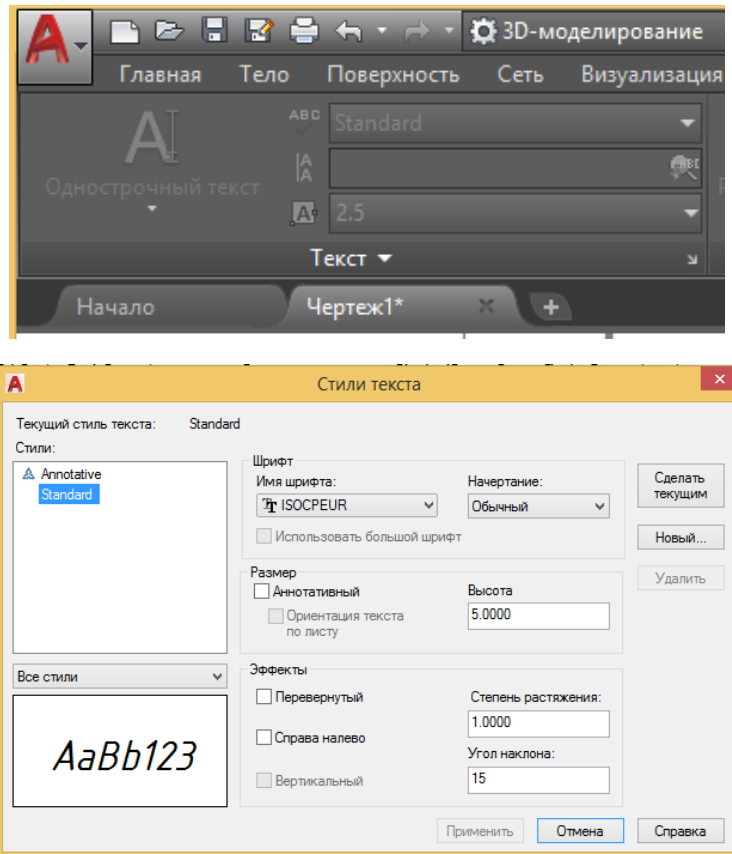 3D-моделирование
Главная Тело Поверхность Сеть Визуализация
Однострочный текст
ABC Standard
2.5
Текст
Начало Чертеж1* +
Стили текста
Текущий стиль текста: Standard
Стили:
Annotative
Standard
Все стили
AaBb123
Шрифт
Имя шрифта: Начертание:
ISOCPEUR Обычный
Использовать большой шрифт
Размер
Аннотативный
Ориентация текста
по листу
Высота
5.0000
Эффекты
Перевернутый
Справа налево
Вертикальный
Степень растяжения:
1.0000
Угол наклона:
15
Сделать
текущим
Новый...
Удалить
Применить Отмена Справка